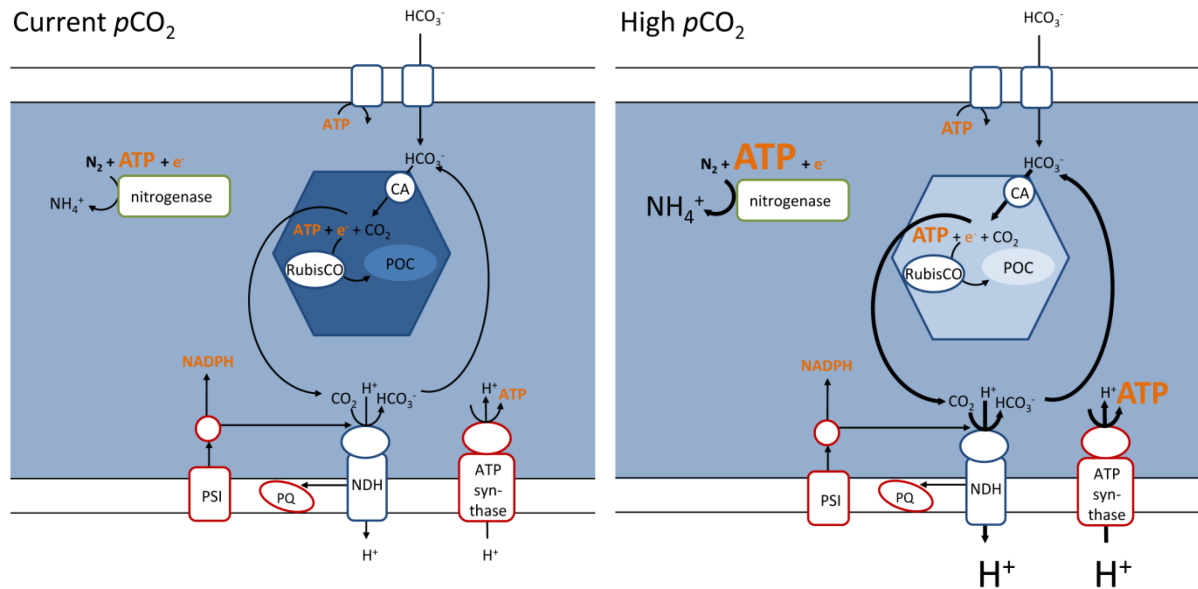 Current pCO₂
HCO₃⁻
ATP
HCO₃⁻
N₂ + ATP + e⁻
nitrogenase
NH₄⁺
CA
ATP + e⁻ + CO₂
RubisCO
POC
NADPH
CO₂
H⁺
HCO₃⁻
H⁺
ATP
PSI
PQ
NDH
ATP
syn-
thase
H⁺
H⁺
High pCO₂
HCO₃⁻
ATP
HCO₃⁻
N₂ + ATP + e⁻
nitrogenase
NH₄⁺
CA
ATP + e⁻ + CO₂
RubisCO
POC
NADPH
CO₂
H⁺
HCO₃⁻
H⁺
ATP
PSI
PQ
NDH
ATP
syn-
thase
H⁺
H⁺